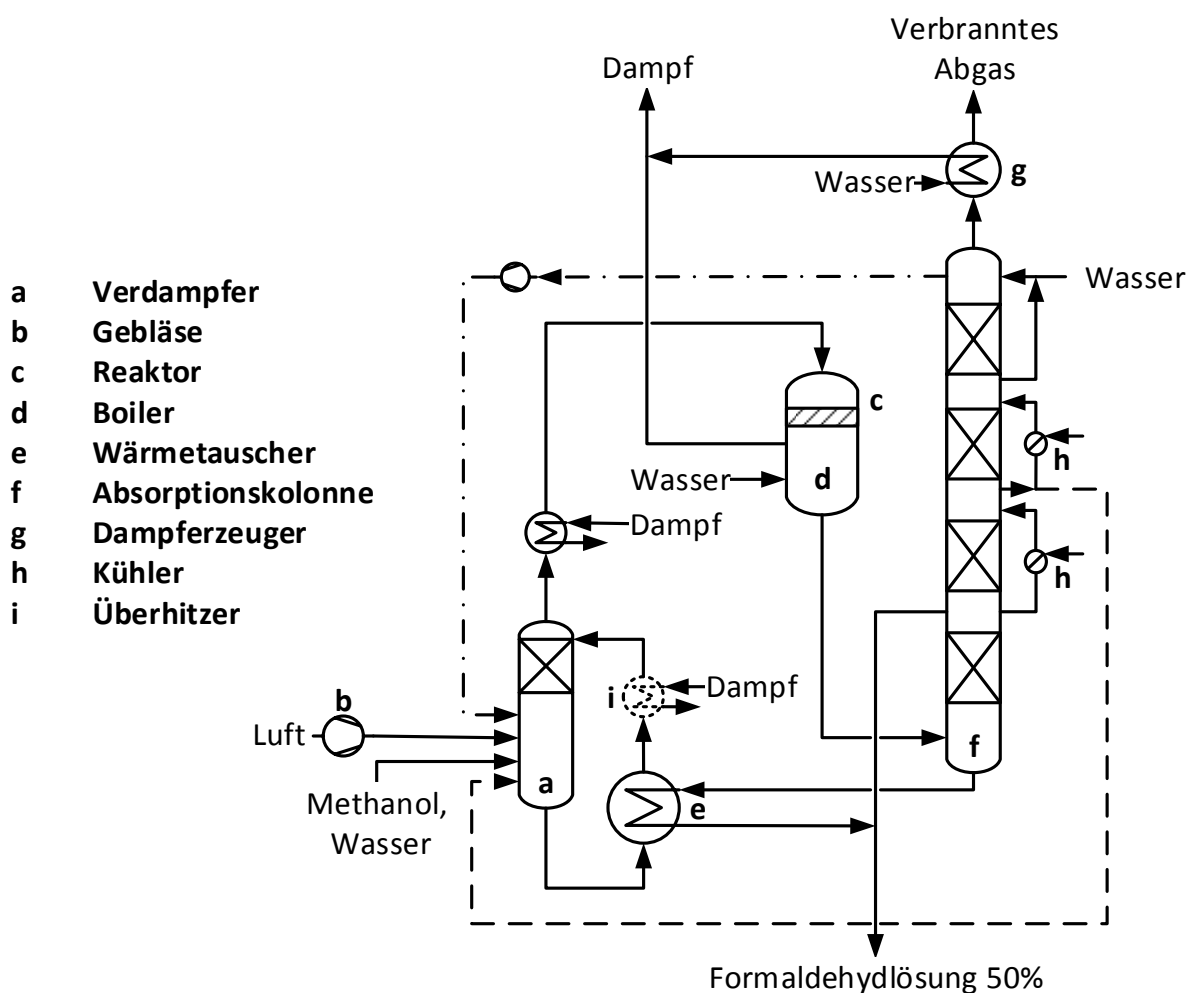 Verbranntes
Abgas
Dampf
Wasser
g
Wasser
a Verdampfer
b Gebläse
c Reaktor
d Boiler
e Wärmetauscher
f Absorptionskolonne
g Dampferzeuger
h Kühler
i Überhitzer
c
h
Wasser
d
Dampf
h
i
Dampf
b
Luft
f
a
e
Methanol,
Wasser
Formaldehydlösung 50%